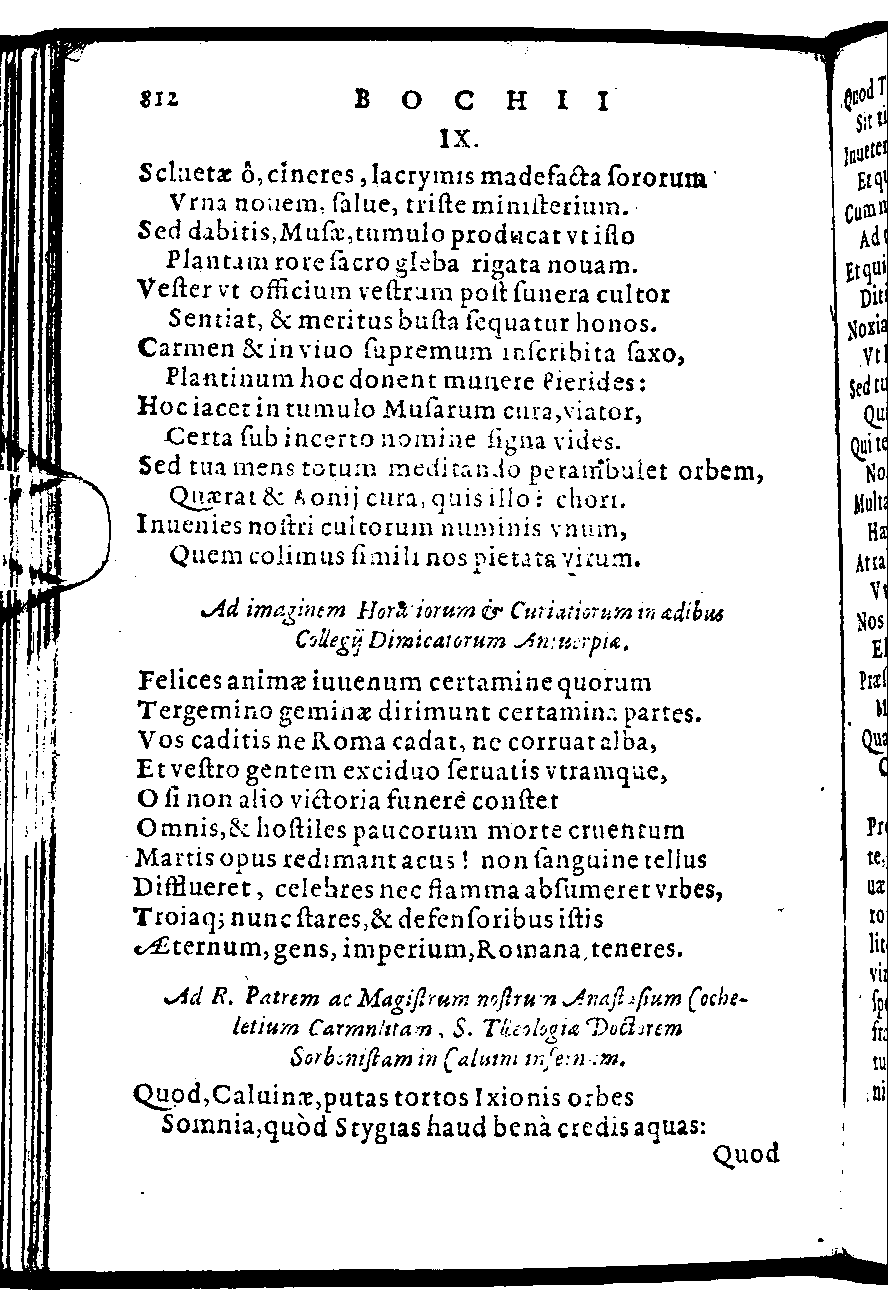 812 BOCHII
IX.
Saluetæ ô, cineres, lacrymis madefacta ſororum
Vrna nouem, ſalue, triſte miniſterium.
Sed dabitis, Muſæ, tumulo producat vt iſto
Plantam rore ſacro gleba rigata nouam.
Veſter vt officium veſtrum poſt funera cultor
Sentiat, & meritus buſta ſequatur honos.
Carmen & in viuo ſupremum inſcribita ſaxo,
Plantinum hoc donent munere Pierides:
Hoc iacet in tumulo Muſarum cura, viator,
Certa ſub incerto nomine ſigna vides.
Sed tua mens totum meditando perambulet orbem,
Quærat & Aonij cura, quis illo: chori.
Inuenies noſtri cultorum numinis vnum,
Quem colimus ſimili nos pietata virum.
Ad imaginem Horatiorum & Curiatiorum in ædibus
Collegij Dimicatorum Antuerpiæ.
Felices animæ iuuenum certamine quorum
Tergemino geminæ dirimunt certamina partes.
Vos caditis ne Roma cadat, ne corruat alba,
Et veſtro gentem exciduo ſeruatis vtramque,
O ſi non alio victoria funerè conſtet
Omnis, & hoſtiles paucorum morte cruentum
Martis opus redimant acus! non ſanguine tellus
Diffflueret, celebres nec flamma abſumeret vrbes,
Troiaq; nunc ſtares, & defenſoribus iſtis
Æternum, gens, imperium, Romana, teneres.
Ad R. Patrem ac Magiſtrum noſtrum Anaſtaſium Coche-
letium Carmelitam, S. Theologiæ Doctorem
Sorboniſtam in Caluini infernum.
Quod, Caluinæ, putas tortos Ixionis orbes
Somnia, quòd Stygias haud benà credis aquas:
Quod